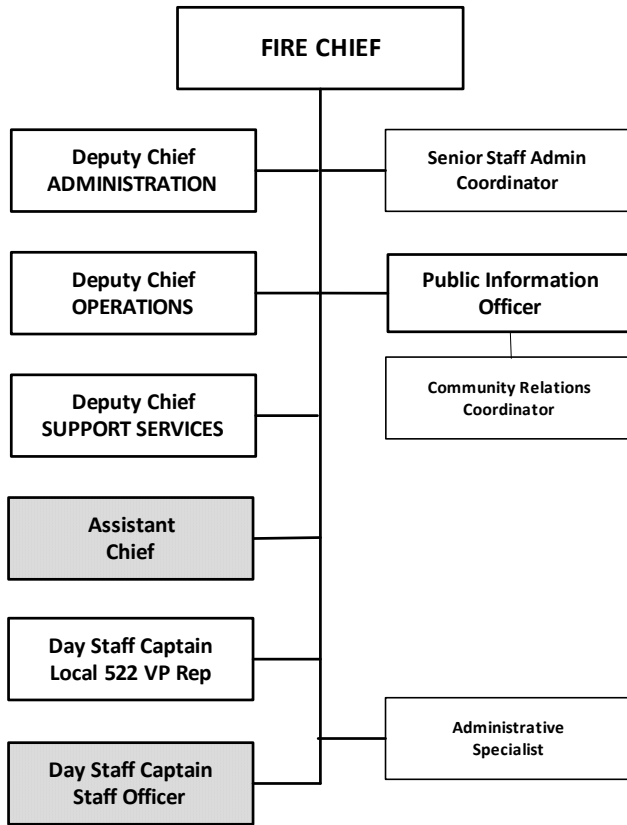 FIRE CHIEF
Deputy Chief
ADMINISTRATION
Senior Staff Admin
Coordinator
Deputy Chief
OPERATIONS
Public Information
Officer
Deputy Chief
SUPPORT SERVICES
Community Relations
Coordinator
Assistant
Chief
Day Staff Captain
Local 522 VP Rep
Administrative
Specialist
Day Staff Captain
Staff Officer